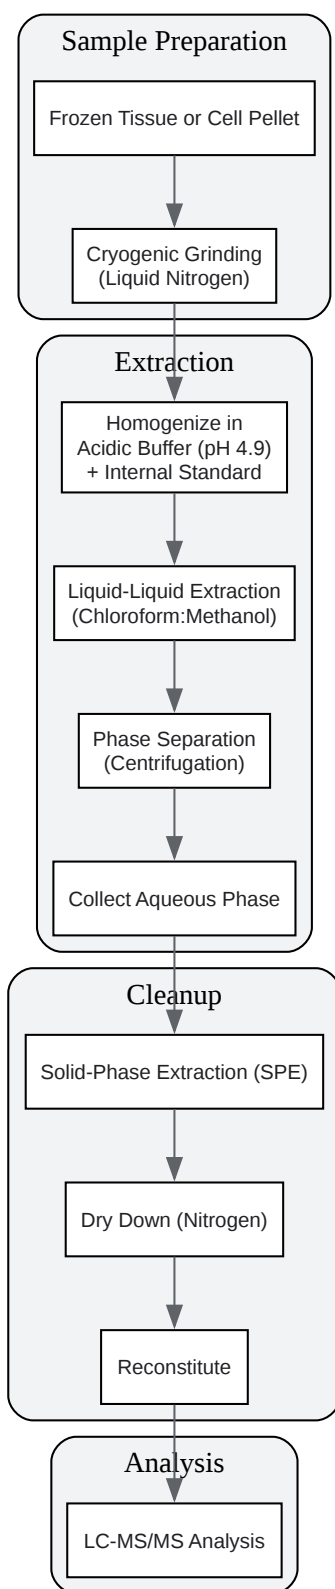 Sample Preparation
Frozen Tissue or Cell Pellet
Cryogenic Grinding
(Liquid Nitrogen)
Extraction
Homogenize in
Acidic Buffer (pH 4.9)
+ Internal Standard
Liquid-Liquid Extraction
(Chloroform:Methanol)
Phase Separation
(Centrifugation)
Collect Aqueous Phase
Cleanup
Solid-Phase Extraction (SPE)
Dry Down (Nitrogen)
Reconstitute
Analysis
LC-MS/MS Analysis